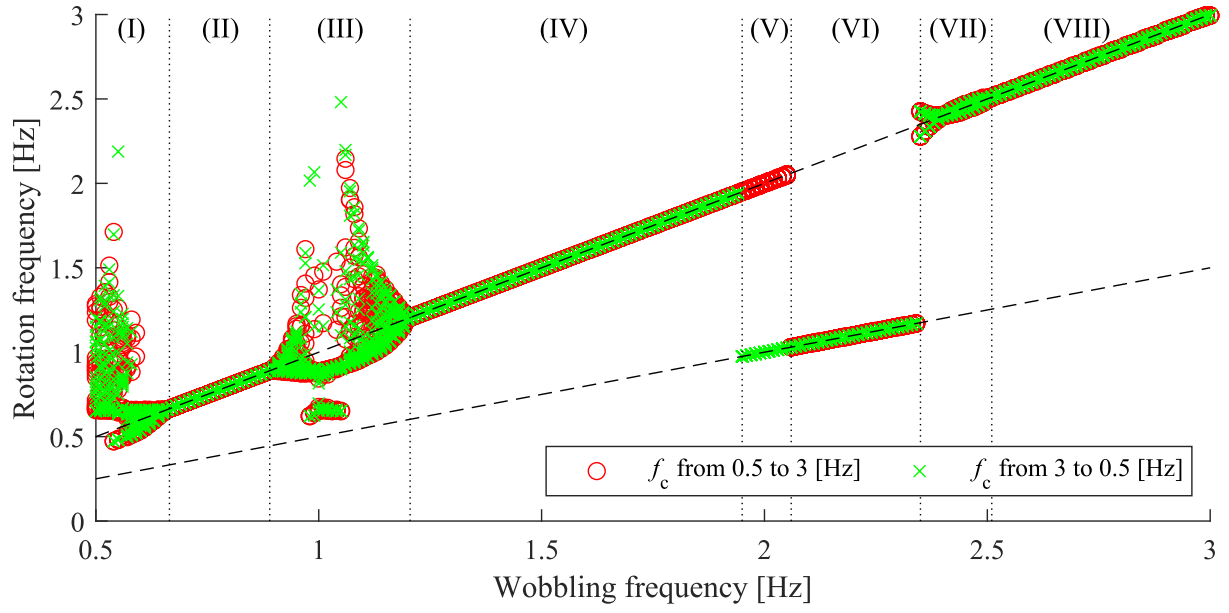 (I) (II) (III) (IV) (V) (VI) (VII) (VIII)
3
2.5
2
1.5
1
0.5
0
Rotation frequency [Hz]
f_c from 0.5 to 3 [Hz] f_c from 3 to 0.5 [Hz]
0.5 1 1.5 2 2.5 3
Wobbling frequency [Hz]